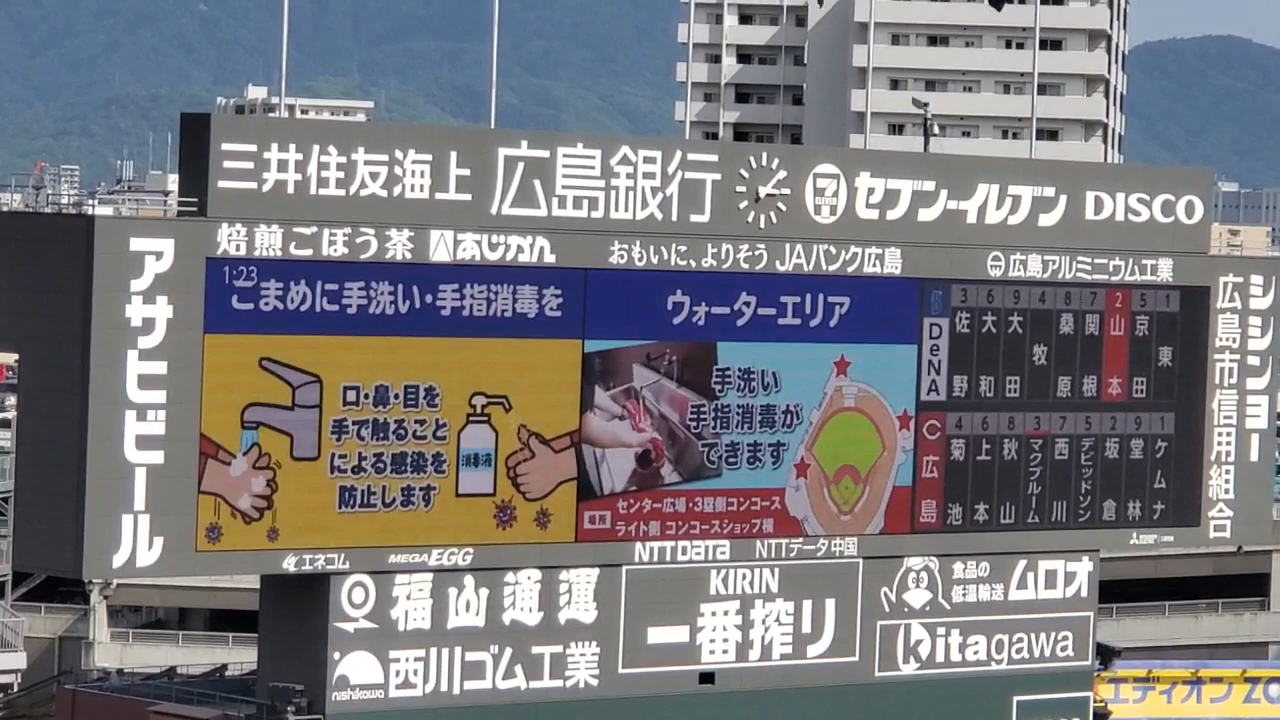 三井住友海上 広島銀行 7 ELEVEN セブン-イレブン DISCO
焙煎ごぼう茶 あじかん おもいに、よりそう JAバンク広島 広島アルミニウム工業
アサヒビール
1:23
こまめに手洗い・手指消毒を
口・鼻・目を
手で触ること
による感染を
防止します
消毒液
ウォーターエリア
手洗い
手指消毒が
できます
場所
センター広場・3塁側コンコース
ライト側 コンコースショップ横
DeNA
3 佐野
6 大和
9 大田
4 牧
8 桑原
7 関根
2 山本
5 京田
1 東
C広島
4 菊池
6 上本
8 秋山
3 マクブルーム
7 西川
5 デビッドソン
2 坂倉
9 堂林
1 ケムナ
シシンヨー
広島市信用組合
エネコム MEGA EGG NTT DATA NTTデータ中国
福山通運
nishikawa 西川ゴム工業
KIRIN
一番搾り
食品の
低温輸送 ムロオ
kitagawa
エディオン